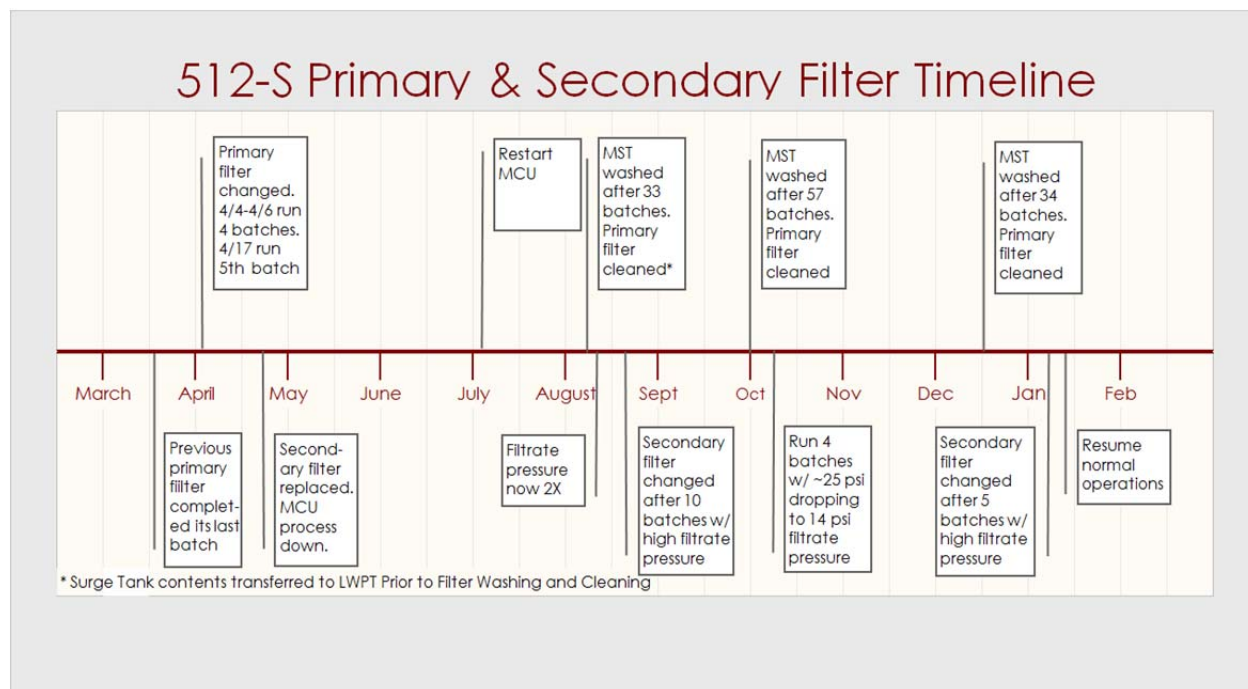 512-S Primary & Secondary Filter Timeline
Primary
filter
changed.
4/4-4/6 run
4 batches.
4/17 run
5th batch
Restart
MCU
MST
washed
after 33
batches.
Primary
filter
cleaned*
MST
washed
after 57
batches.
Primary
filter
cleaned
MST
washed
after 34
batches.
Primary
filter
cleaned
March
April
May
June
July
August
Sept
Oct
Nov
Dec
Jan
Feb
Previous
primary
fiilter
complet-
ed its last
batch
Second-
ary filter
replaced.
MCU
process
down.
Filtrate
pressure
now 2X
Secondary
filter
changed
after 10
batches w/
high filtrate
pressure
Run 4
batches
w/ ~25 psi
dropping
to 14 psi
filtrate
pressure
Secondary
filter
changed
after 5
batches w/
high filtrate
pressure
Resume
normal
operations
* Surge Tank contents transferred to LWPT Prior to Filter Washing and Cleaning